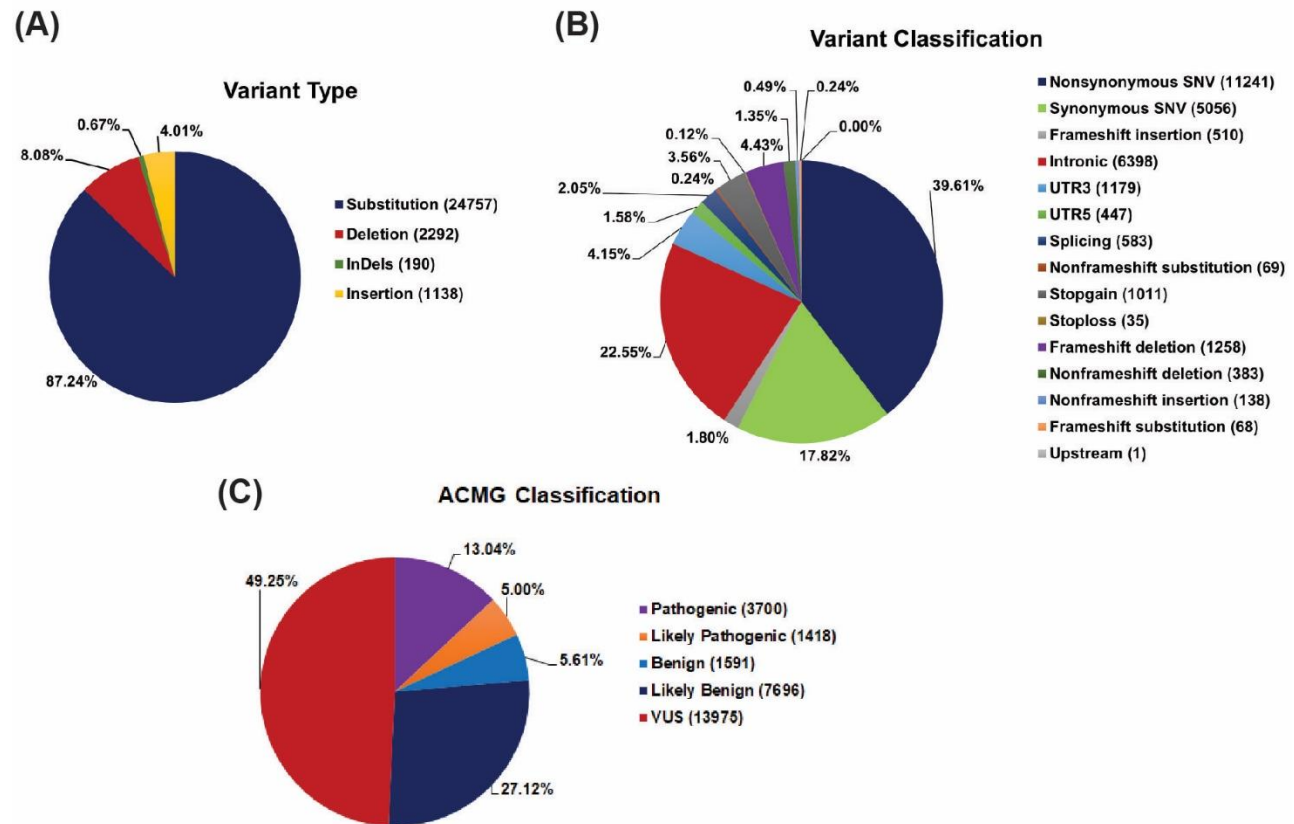 (A)
Variant Type
0.67%
4.01%
8.08%
87.24%
Substitution (24757)
Deletion (2292)
InDels (190)
Insertion (1138)
(B)
Variant Classification
0.49%
0.24%
1.35%
0.00%
0.12%
4.43%
3.56%
0.24%
2.05%
1.58%
4.15%
39.61%
22.55%
1.80%
17.82%
Nonsynonymous SNV (11241)
Synonymous SNV (5056)
Frameshift insertion (510)
Intronic (6398)
UTR3 (1179)
UTR5 (447)
Splicing (583)
Nonframeshift substitution (69)
Stopgain (1011)
Stoploss (35)
Frameshift deletion (1258)
Nonframeshift deletion (383)
Nonframeshift insertion (138)
Frameshift substitution (68)
Upstream (1)
(C)
ACMG Classification
13.04%
49.25%
5.00%
5.61%
27.12%
Pathogenic (3700)
Likely Pathogenic (1418)
Benign (1591)
Likely Benign (7696)
VUS (13975)